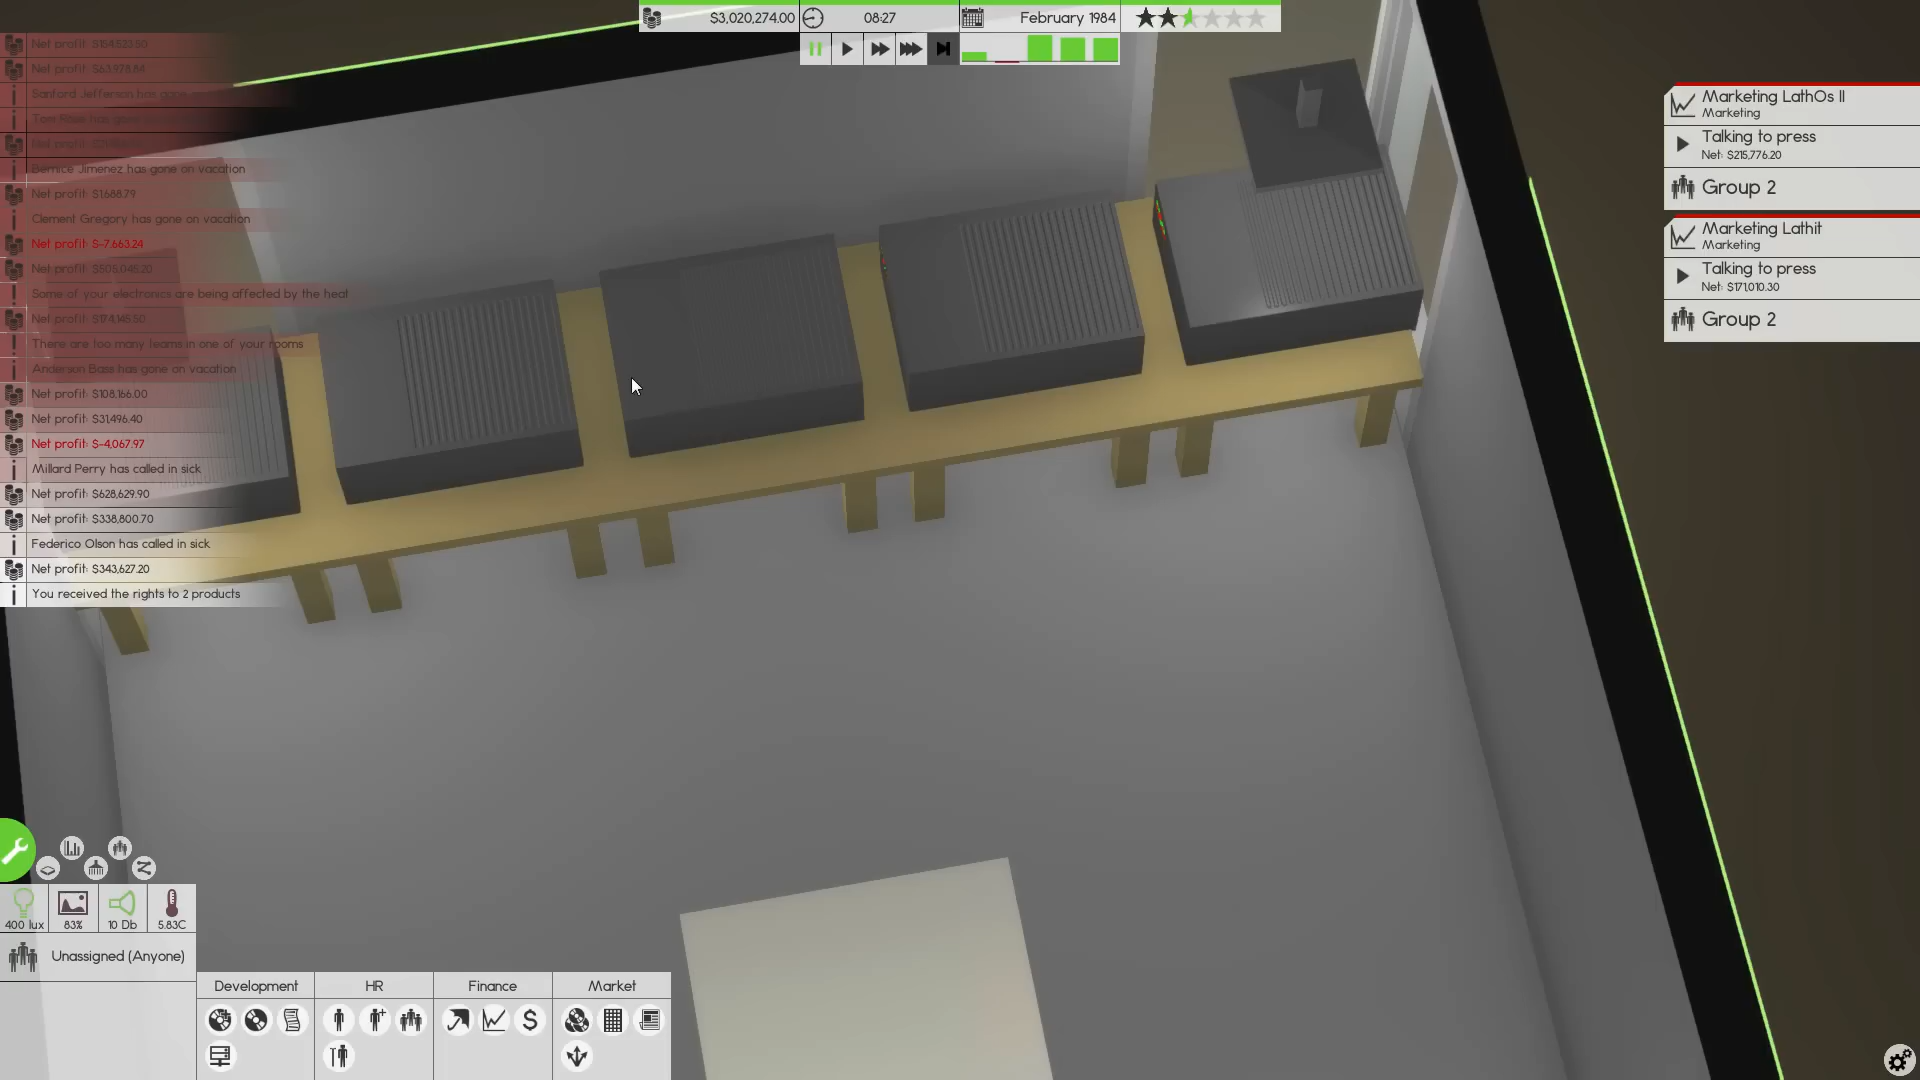 $3,020,274.00
08:27
February 1984
Net profit: $154,523.50
Net profit: $63,978.84
Sanford Jefferson has gone on
has gone
Bernice Jimenez has gone on vacation
Net profit: $1,688.79
Clement Gregory has gone on vacation
Net profit: $-7,663.24
Net profit: $505,045.20
Some of your electronics are being affected by the heat
Net profit: $174,145.50
There are too many teams in one of your rooms
Anderson Bass has gone on vacation
Net profit: $108,166.00
Net profit: $31,496.40
Net profit: $-4,067.97
Millard Perry has called in sick
Net profit: $628,629.90
Net profit: $338,800.70
Federico Olson has called in sick
Net profit: $343,627.20
You received the rights to 2 products
Marketing LathOs II
Marketing
Talking to press
Net: $215,776.20
Group 2
Marketing Lathit
Marketing
Talking to press
Net: $171,010.30
Group 2
400 lux 83% 10 Db 5.83C
Unassigned (Anyone)
Development HR Finance Market